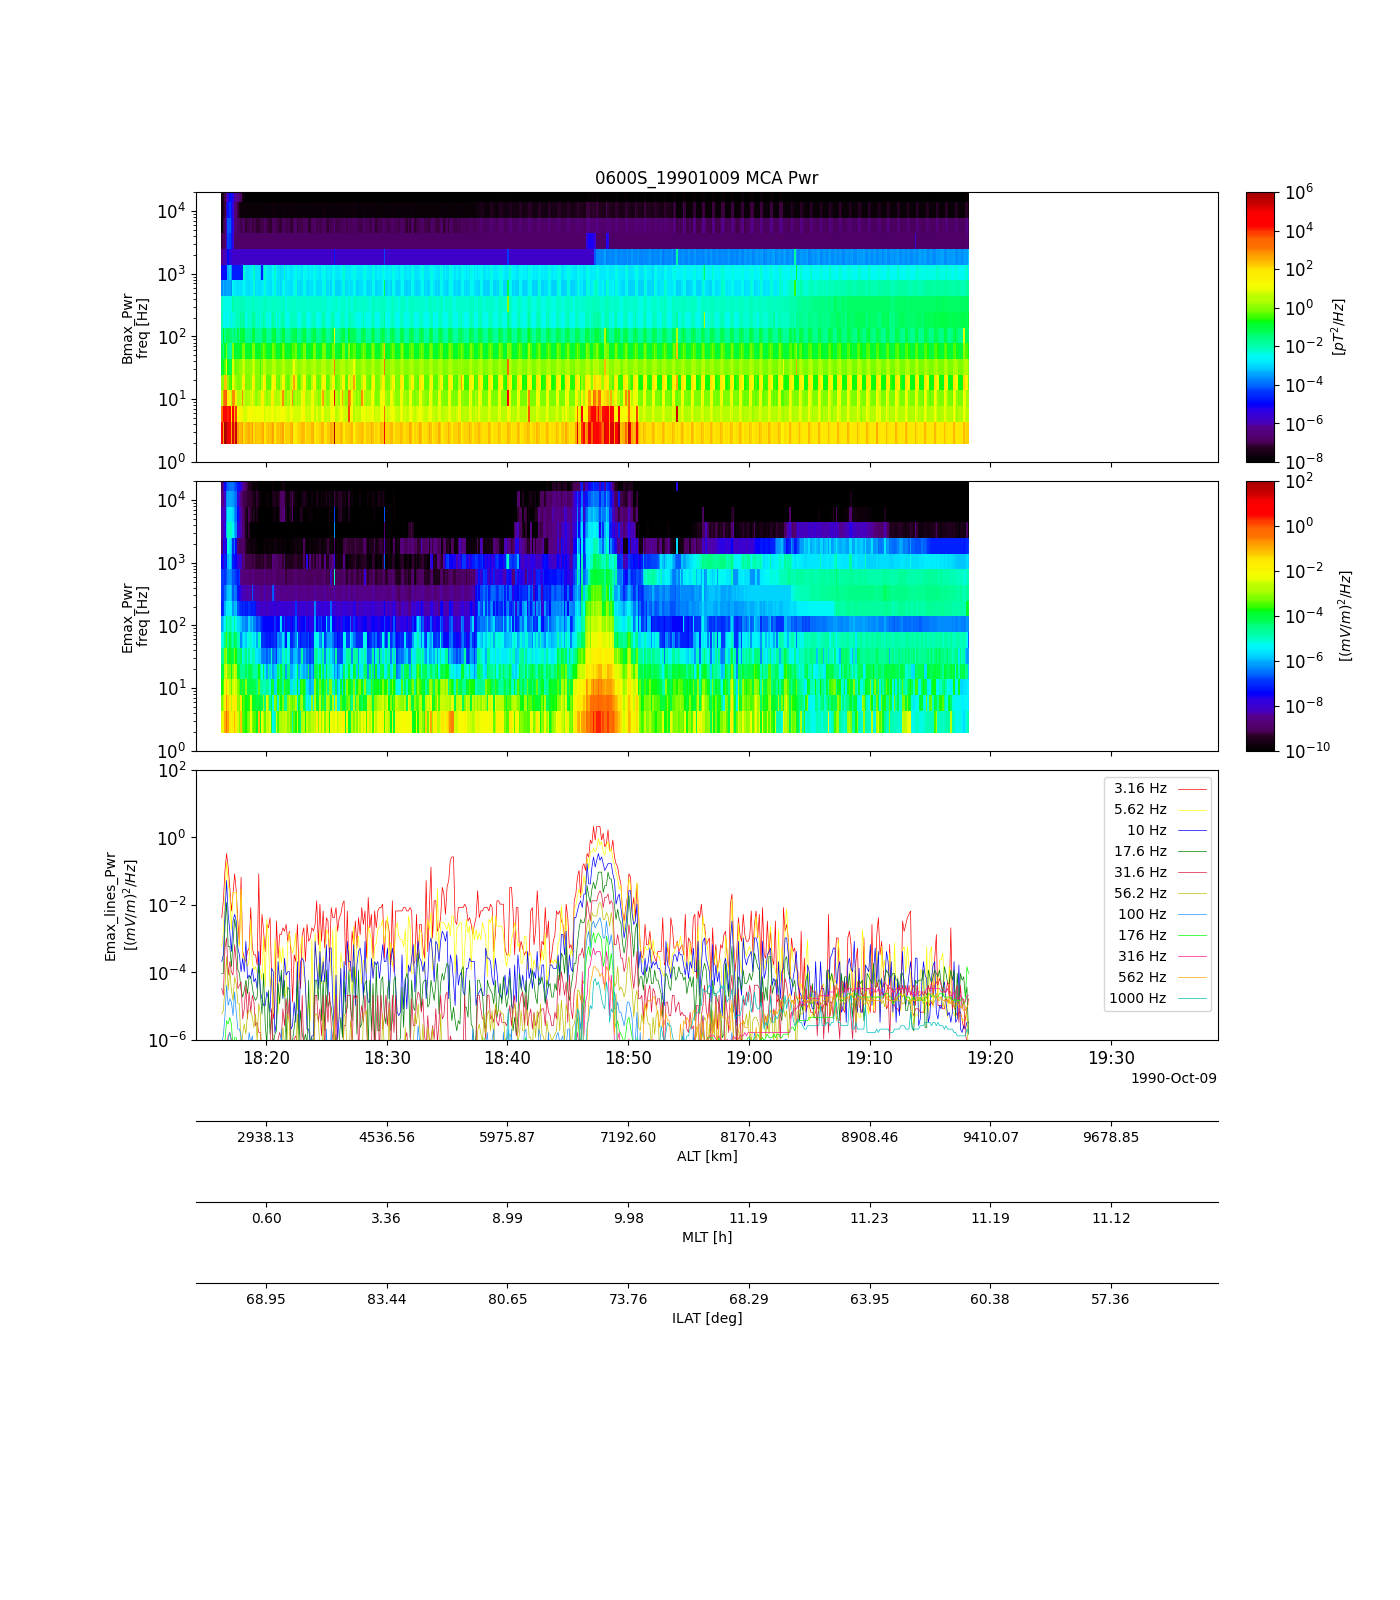 0600S_19901009 MCA Pwr
10^4
10^3
10^2
10^1
10^0
Bmax_Pwr
freq [Hz]
10^6
10^4
10^2
10^0
10^-2
10^-4
10^-6
10^-8
[pT^2/Hz]
10^4
10^3
10^2
10^1
10^0
Emax_Pwr
freq [Hz]
10^2
10^0
10^-2
10^-4
10^-6
10^-8
10^-10
[(mV/m)^2/Hz]
10^2
10^0
10^-2
10^-4
10^-6
Emax_lines_Pwr
[(mV/m)^2/Hz]
3.16 Hz
5.62 Hz
10 Hz
17.6 Hz
31.6 Hz
56.2 Hz
100 Hz
176 Hz
316 Hz
562 Hz
1000 Hz
18:20 18:30 18:40 18:50 19:00 19:10 19:20 19:30
1990-Oct-09
2938.13 4536.56 5975.87 7192.60 8170.43 8908.46 9410.07 9678.85
ALT [km]
0.60 3.36 8.99 9.98 11.19 11.23 11.19 11.12
MLT [h]
68.95 83.44 80.65 73.76 68.29 63.95 60.38 57.36
ILAT [deg]